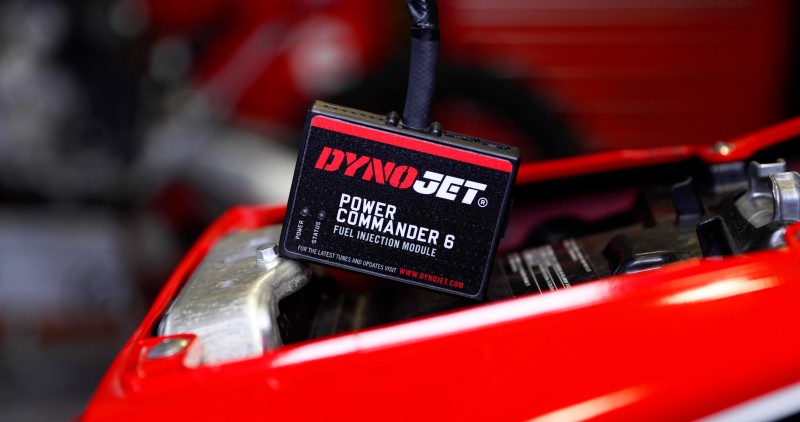 DYNOJET®
POWER
COMMANDER 6
FUEL INJECTION MODULE
POWER
STATUS
FOR THE LATEST TUNES AND UPDATES VISIT WWW.DYNOJET.COM